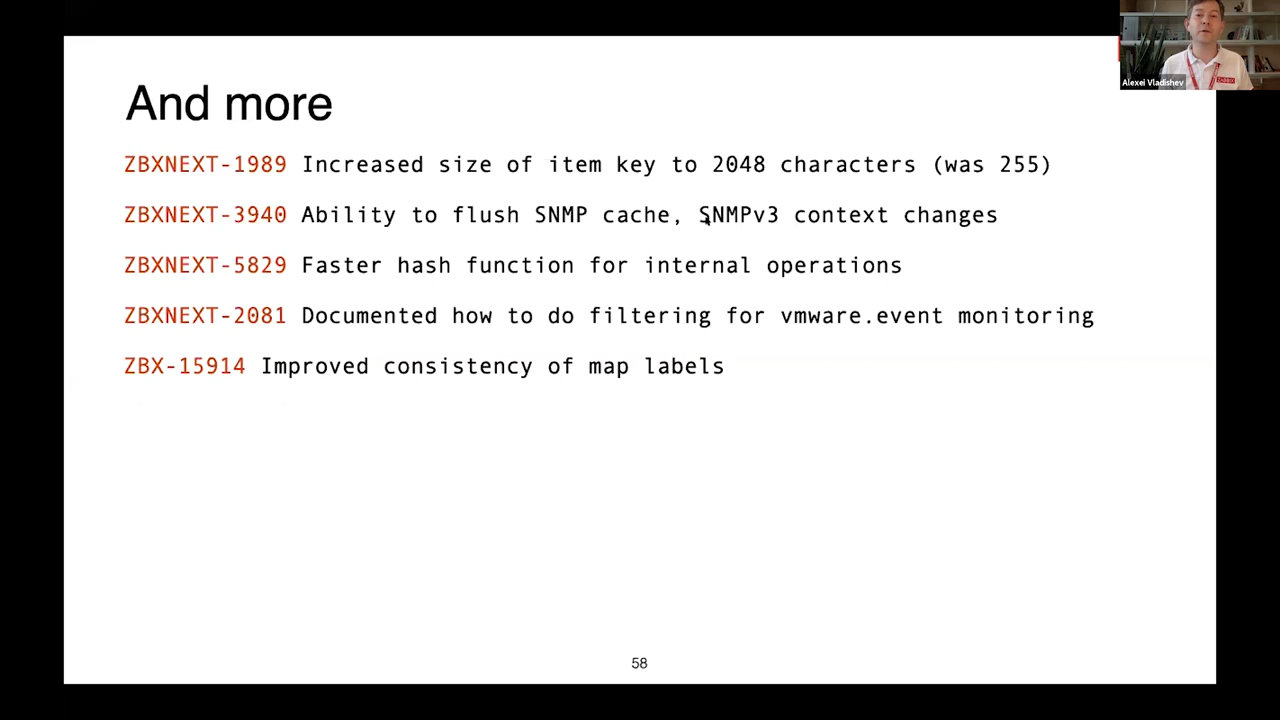 Alexei Vladishev
And more
ZBXNEXT-1989 Increased size of item key to 2048 characters (was 255)
ZBXNEXT-3940 Ability to flush SNMP cache, SNMPv3 context changes
ZBXNEXT-5829 Faster hash function for internal operations
ZBXNEXT-2081 Documented how to do filtering for vmware.event monitoring
ZBX-15914 Improved consistency of map labels
58